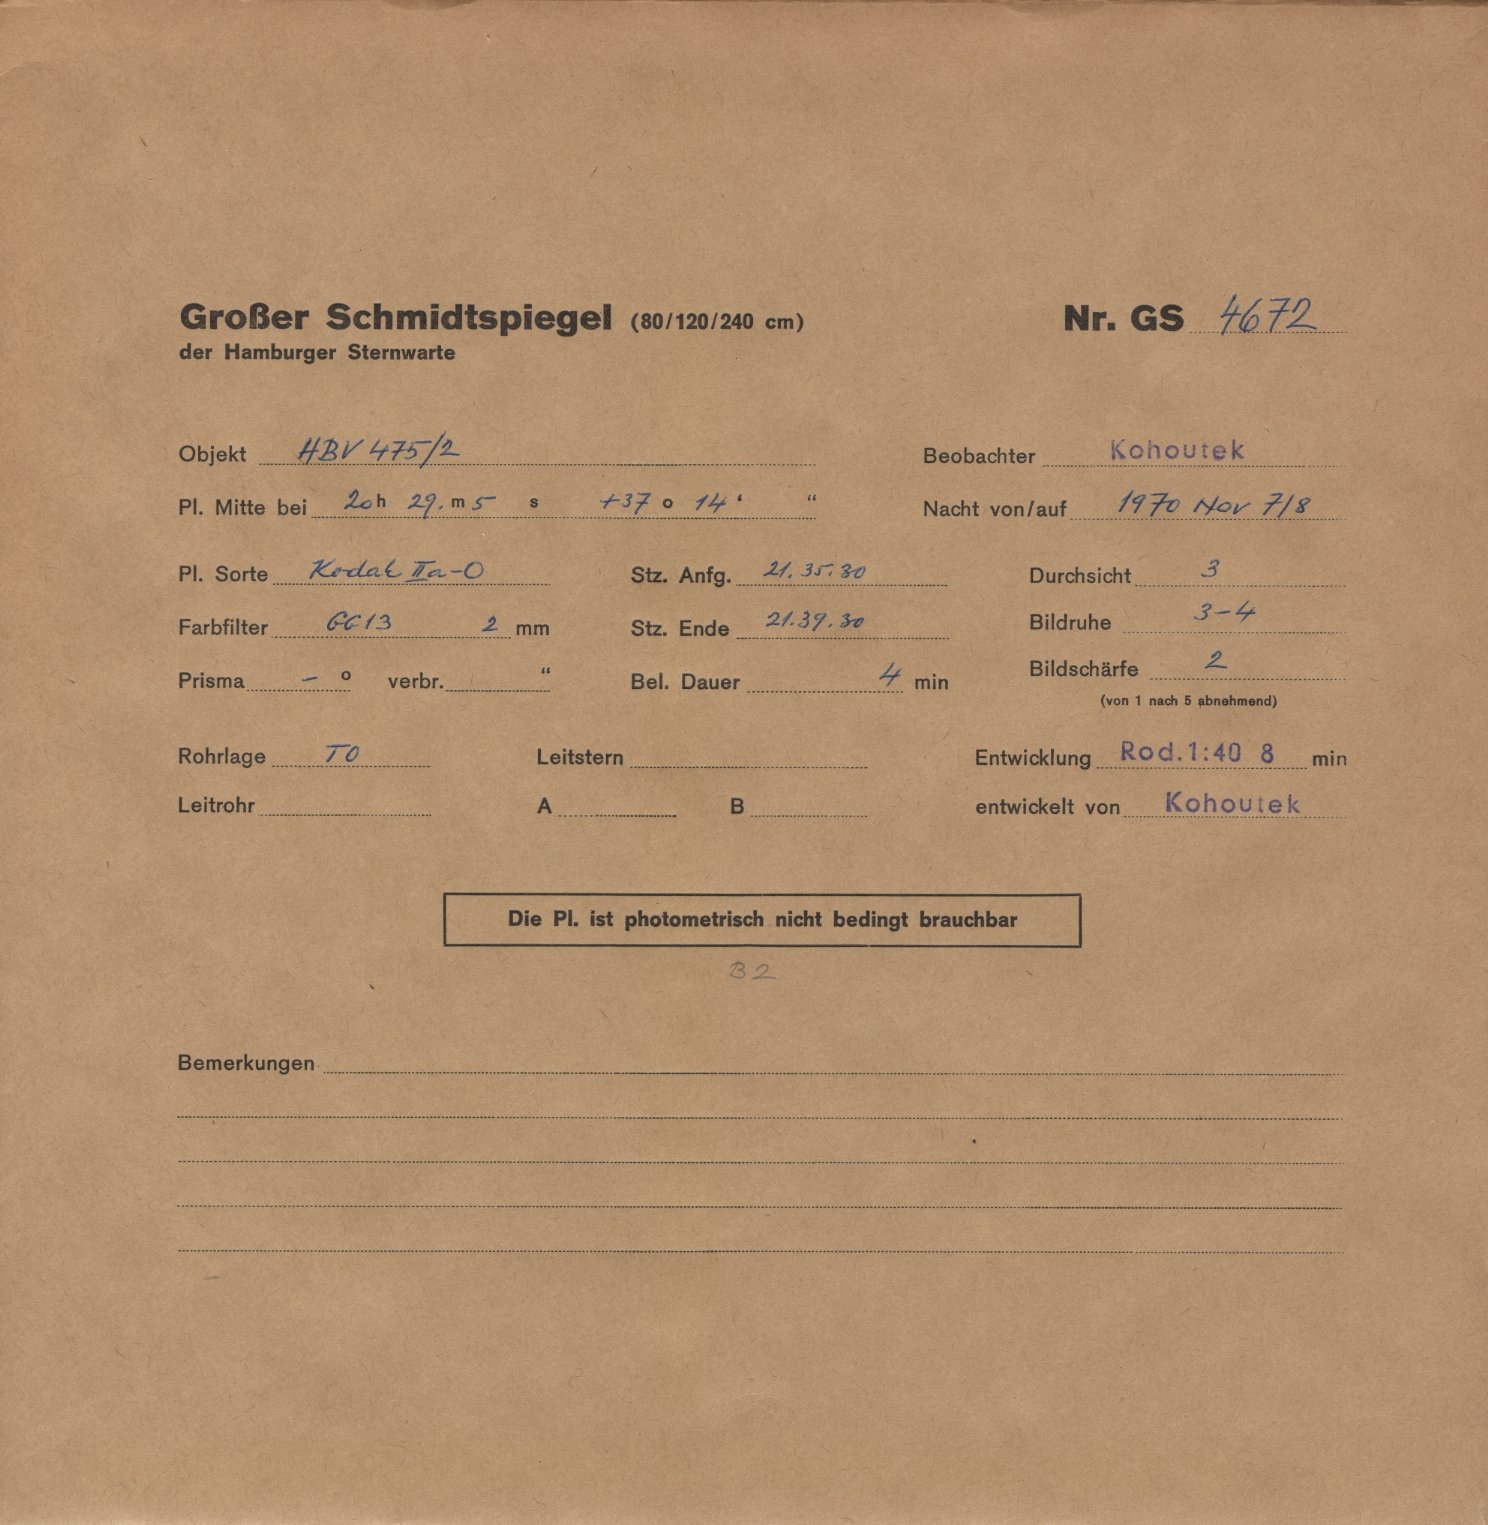 Großer Schmidtspiegel (80/120/240 cm) Nr. GS 4672
der Hamburger Sternwarte
Objekt HBV 475/2 Beobachter Kohoutek
Pl. Mitte bei 20h 29.m5 s +37 o 14 ‘ “ Nacht von/auf 1970 Nov 7/8
Pl. Sorte Kodak IIa-O Stz. Anfg. 21.35.30 Durchsicht 3
Farbfilter GG13 2 mm Stz. Ende 21.39.30 Bildruhe 3-4
Prisma - o verbr. “ Bel. Dauer 4 min Bildschärfe 2
(von 1 nach 5 abnehmend)
Rohrlage TO Leitstern Entwicklung Rod.1:40 8 min
Leitrohr A B entwickelt von Kohoutek
Die Pl. ist photometrisch nicht bedingt brauchbar
B2
Bemerkungen